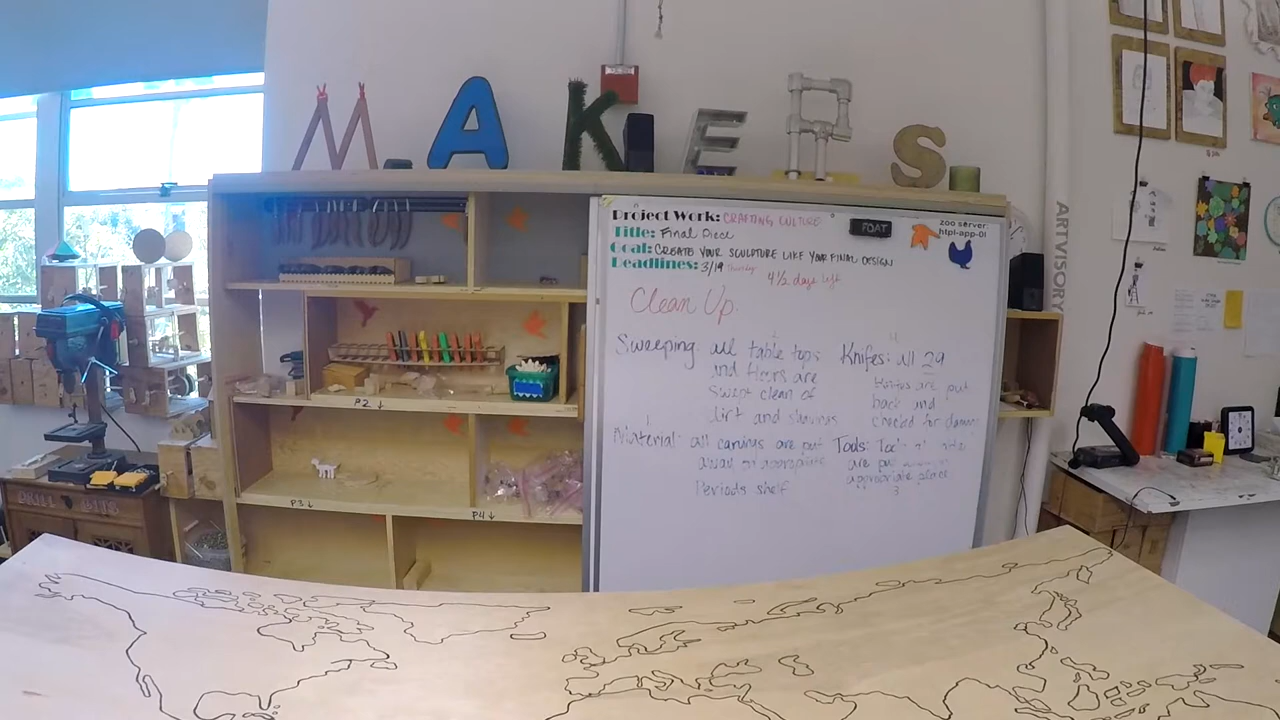 MAKERS
Project Work: CRAFTING CULTURE
Title: Final Piece
Goal: CREATE YOUR SCULPTURE LIKE YOUR FINAL DESIGN
Deadlines: 3/19 Thursday
4 1/2 days left
FOAT
zoo server:
htpl-app-01
Clean Up:
Sweeping: all table tops
and floors are
swept clean of
dirt and shavings
Knifes: All 29
Knifes are put
back and
checked for
Material: all carvings are put
away on appropriate
Periods shelf
Tools:
are put
appropriate place
P2 ↓
P3 ↓
P4 ↓
DRILL BITS
ARTVISORY